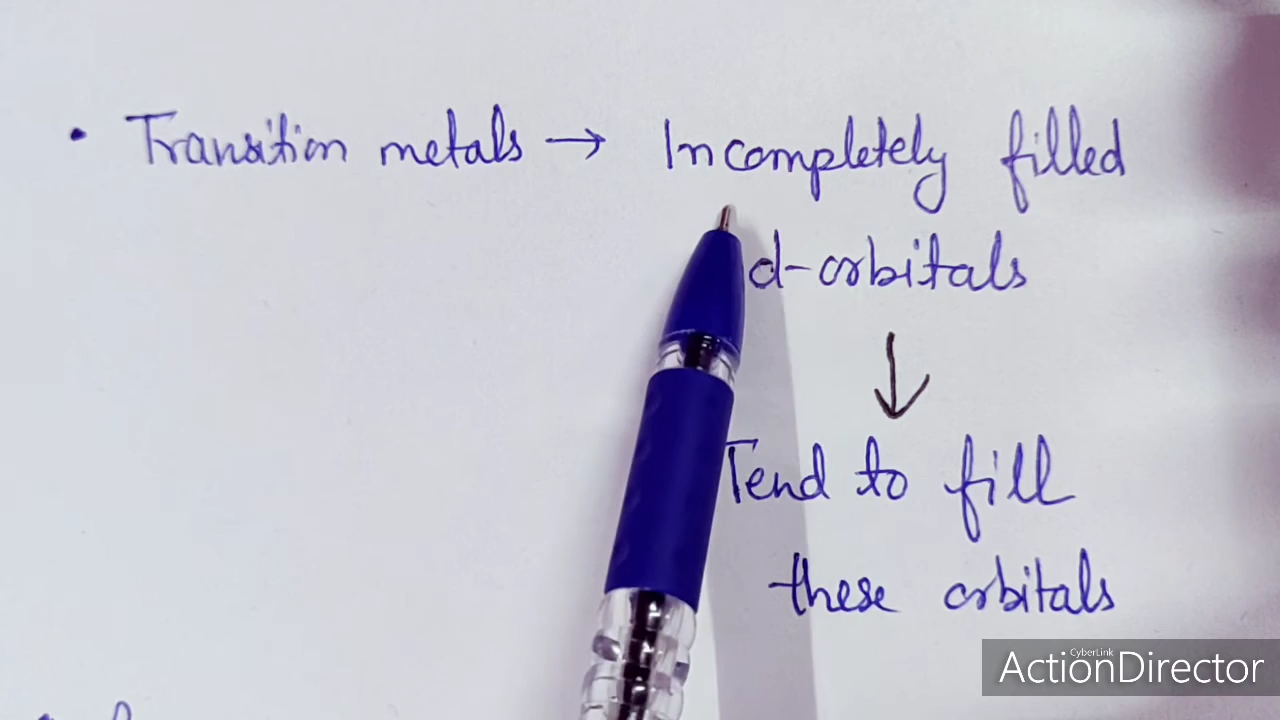 • Transition metals → Incompletely filled
d-orbitals
↓
Tend to fill
these orbitals
CyberLink
ActionDirector